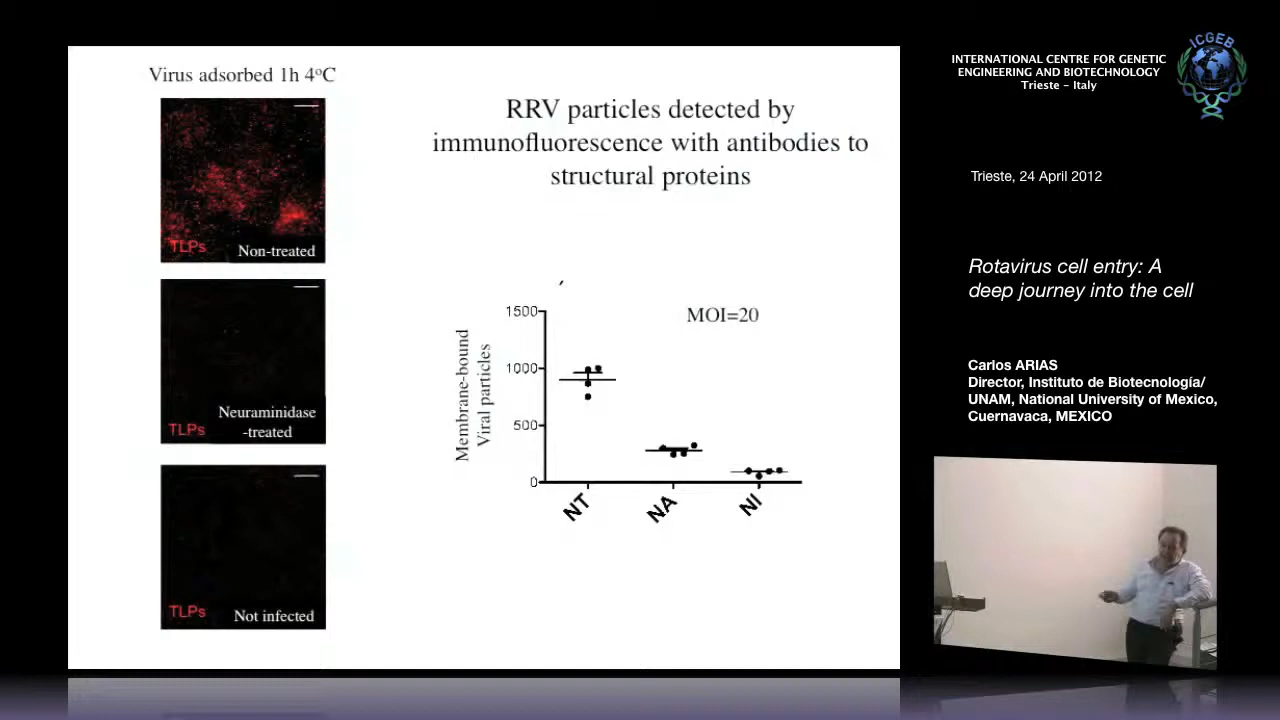 Virus adsorbed 1h 4ºC
TLPs
Non-treated
Neuraminidase
-treated
TLPs
TLPs
Not infected
RRV particles detected by
immunofluorescence with antibodies to
structural proteins
MOI=20
Membrane-bound
Viral particles
1500
1000
500
0
NT
NA
NI
INTERNATIONAL CENTRE FOR GENETIC
ENGINEERING AND BIOTECHNOLOGY
Trieste - Italy
ICGEB
Trieste, 24 April 2012
Rotavirus cell entry: A
deep journey into the cell
Carlos ARIAS
Director, Instituto de Biotecnología/
UNAM, National University of Mexico,
Cuernavaca, MEXICO